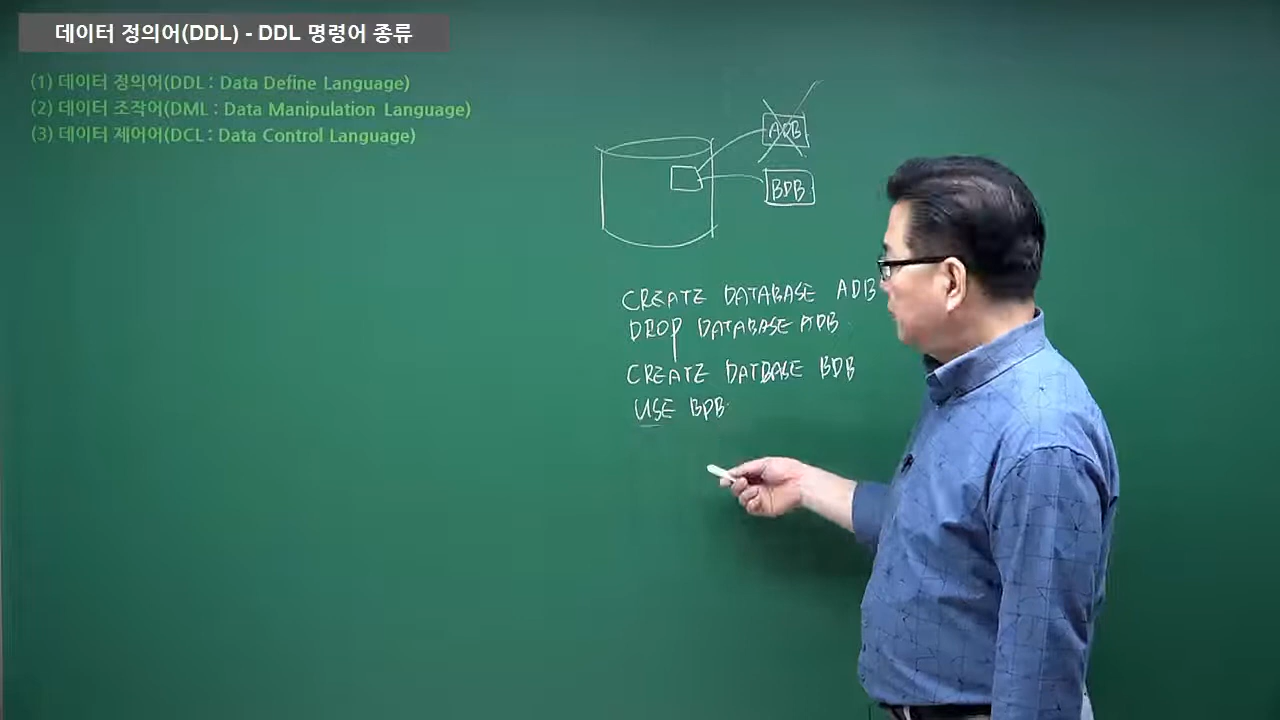 데이터 정의어(DDL) - DDL 명령어 종류
(1) 데이터 정의어(DDL : Data Define Language)
(2) 데이터 조작어(DML : Data Manipulation Language)
(3) 데이터 제어어(DCL : Data Control Language)
ADB
BDB
CREATE DATABASE ADB
DROP DATABASE ADB
CREATE DATBASE BDB
USE BDB